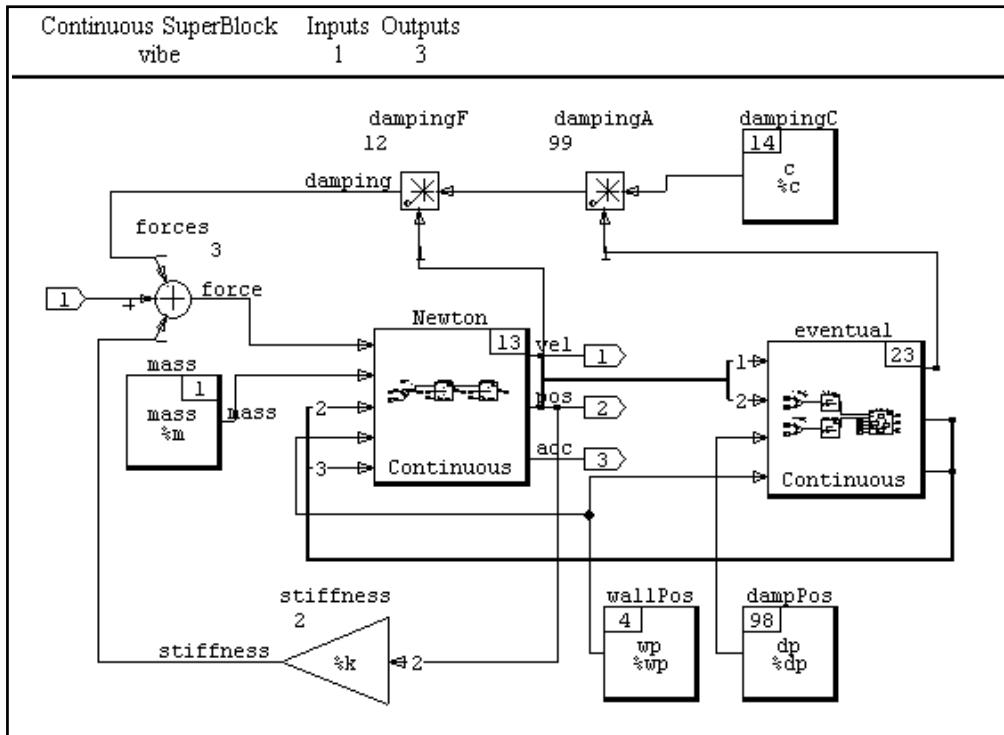 Continuous SuperBlock Inputs Outputs
vibe 1 3
dampingF dampingA dampingC
12 99 14
c
%c
damping
1 1
forces
3
1 + force
- -
Newton
13
vel 1
pos 2
acc 3
2
3
Continuous
eventual
23
1
2
Continuous
mass
1
mass
%m
mass
stiffness
2
stiffness
%k
2
wallPos
4
wp
%wp
dampPos
98
dp
%dp